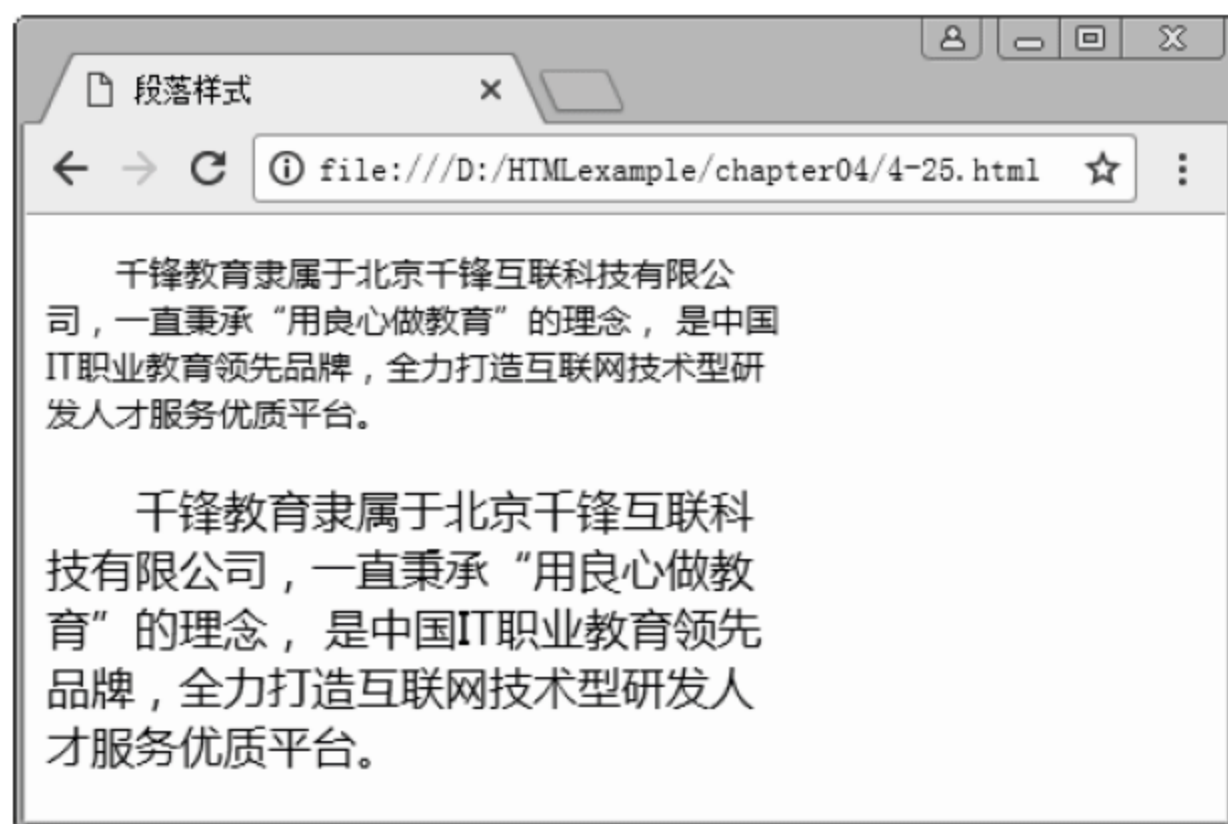 段落样式
file:///D:/HTMLexample/chapter04/4-25.html
千锋教育隶属于北京千锋互联科技有限公
司，一直秉承“用良心做教育”的理念， 是中国
IT职业教育领先品牌，全力打造互联网技术型研
发人才服务优质平台。
千锋教育隶属于北京千锋互联科
技有限公司，一直秉承“用良心做教
育”的理念， 是中国IT职业教育领先
品牌，全力打造互联网技术型研发人
才服务优质平台。